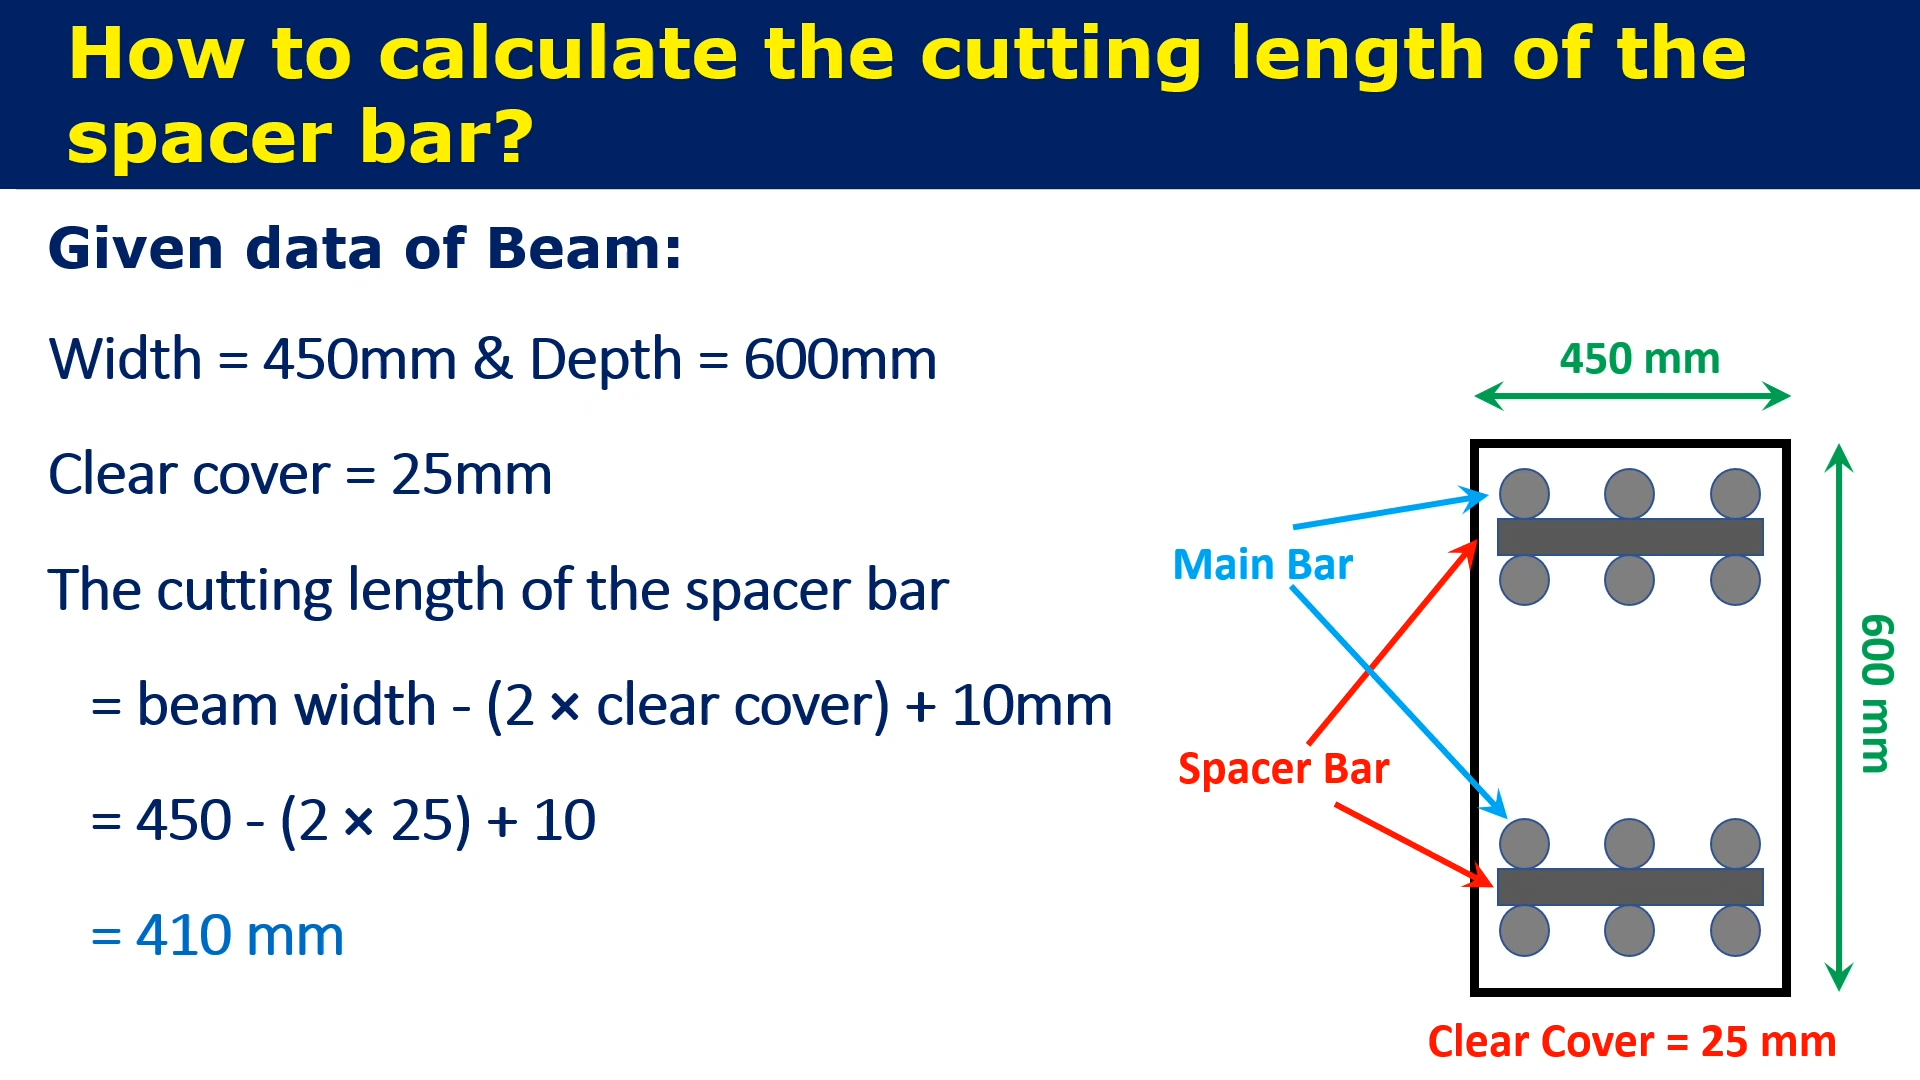 How to calculate the cutting length of the
spacer bar?
Given data of Beam:
Width = 450mm & Depth = 600mm
Clear cover = 25mm
The cutting length of the spacer bar
= beam width - (2 × clear cover) + 10mm
= 450 - (2 × 25) + 10
= 410 mm
450 mm
Main Bar
Spacer Bar
600 mm
Clear Cover = 25 mm